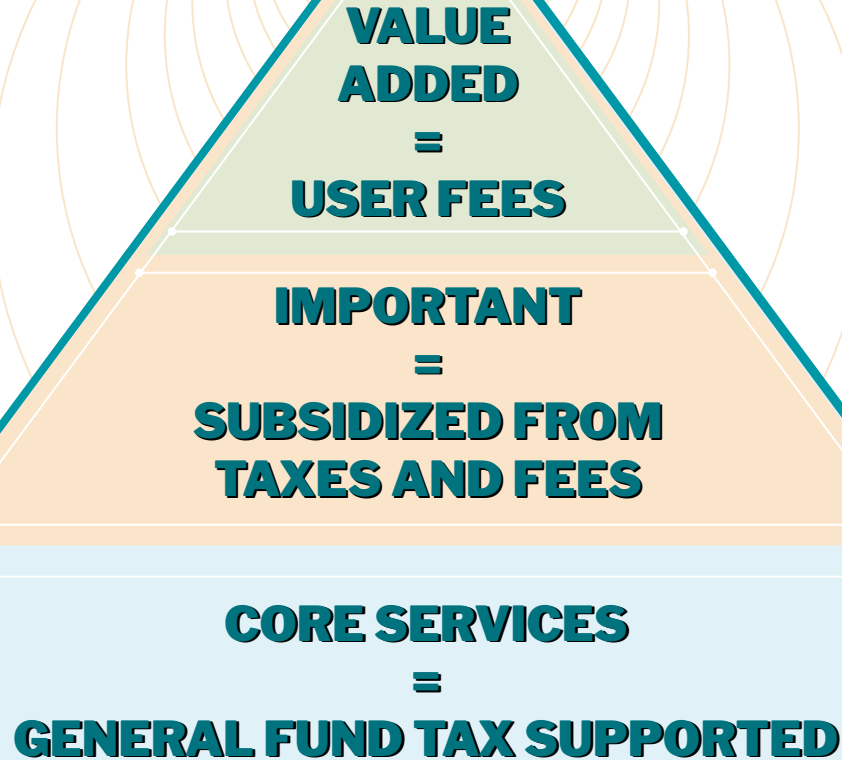 VALUE
ADDED
=
USER FEES
IMPORTANT
=
SUBSIDIZED FROM
TAXES AND FEES
CORE SERVICES
=
GENERAL FUND TAX SUPPORTED